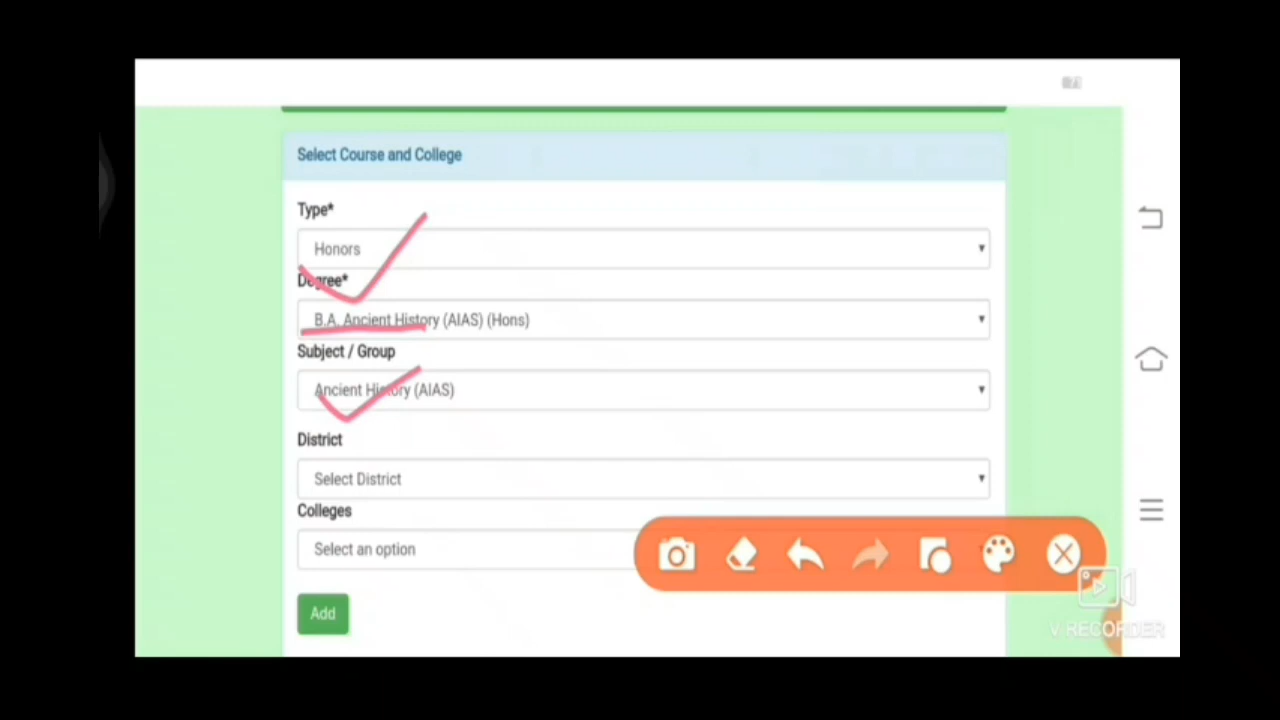 Select Course and College
Type*
Honors
Degree*
B.A. Ancient History (AIAS) (Hons)
Subject / Group
Ancient History (AIAS)
District
Select District
Colleges
Select an option
Add
V RECORDER